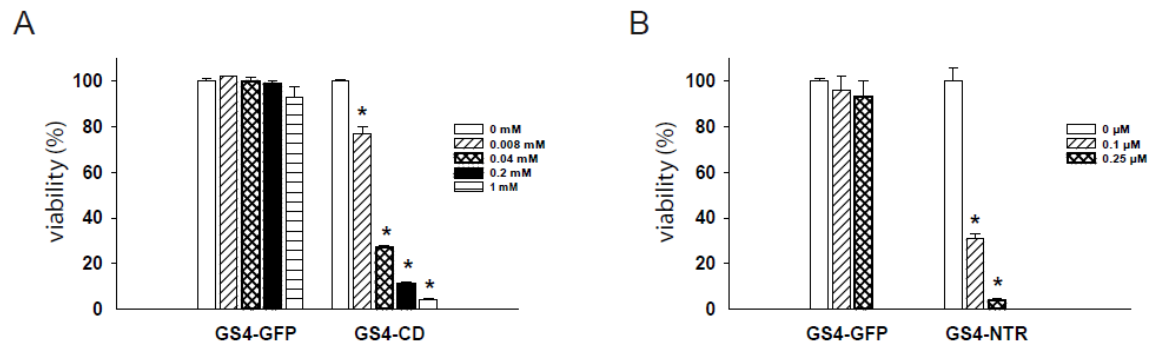 A
viability (%)
100
80
60
40
20
0
*
*
*
*
GS4-GFP GS4-CD
0 mM
0.008 mM
0.04 mM
0.2 mM
1 mM
B
viability (%)
100
80
60
40
20
0
*
*
GS4-GFP GS4-NTR
0 µM
0.1 µM
0.25 µM